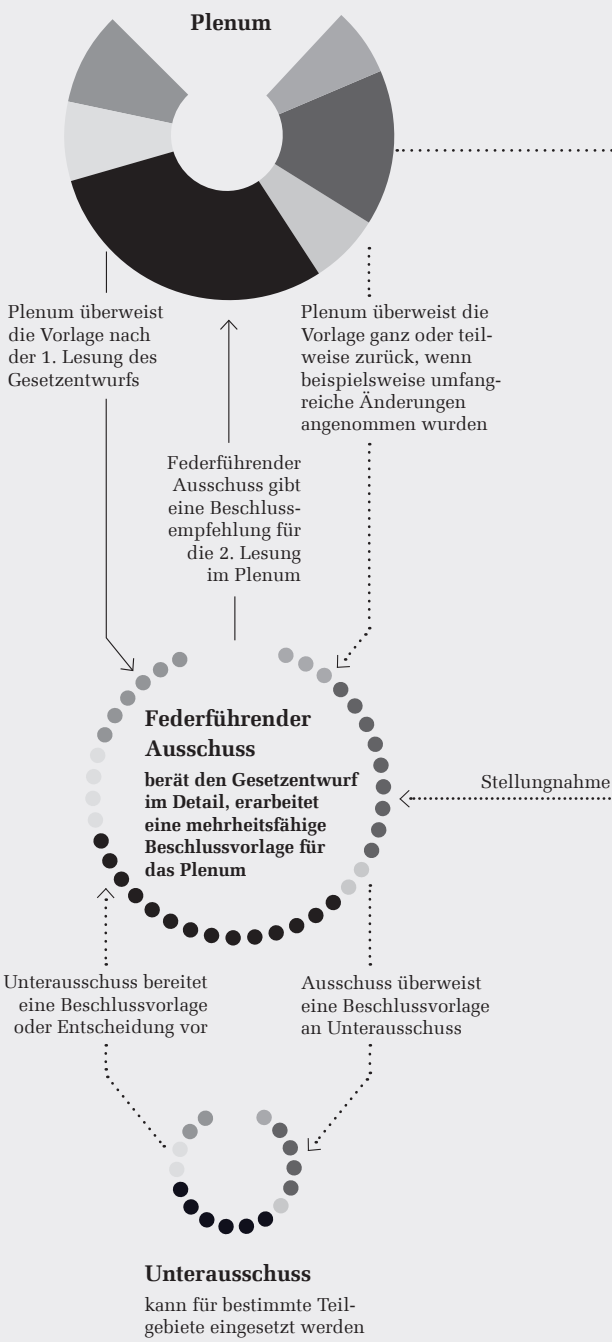 Plenum
Plenum überweist
die Vorlage nach
der 1. Lesung des
Gesetzentwurfs
Plenum überweist die
Vorlage ganz oder teil-
weise zurück, wenn
beispielsweise umfang-
reiche Änderungen
angenommen wurden
Federführender
Ausschuss gibt
eine Beschluss-
empfehlung für
die 2. Lesung
im Plenum
Federführender
Ausschuss
berät den Gesetzentwurf
im Detail, erarbeitet
eine mehrheitsfähige
Beschlussvorlage für
das Plenum
Stellungnahme
Unterausschuss bereitet
eine Beschlussvorlage
oder Entscheidung vor
Ausschuss überweist
eine Beschlussvorlage
an Unterausschuss
Unterausschuss
kann für bestimmte Teil-
gebiete eingesetzt werden